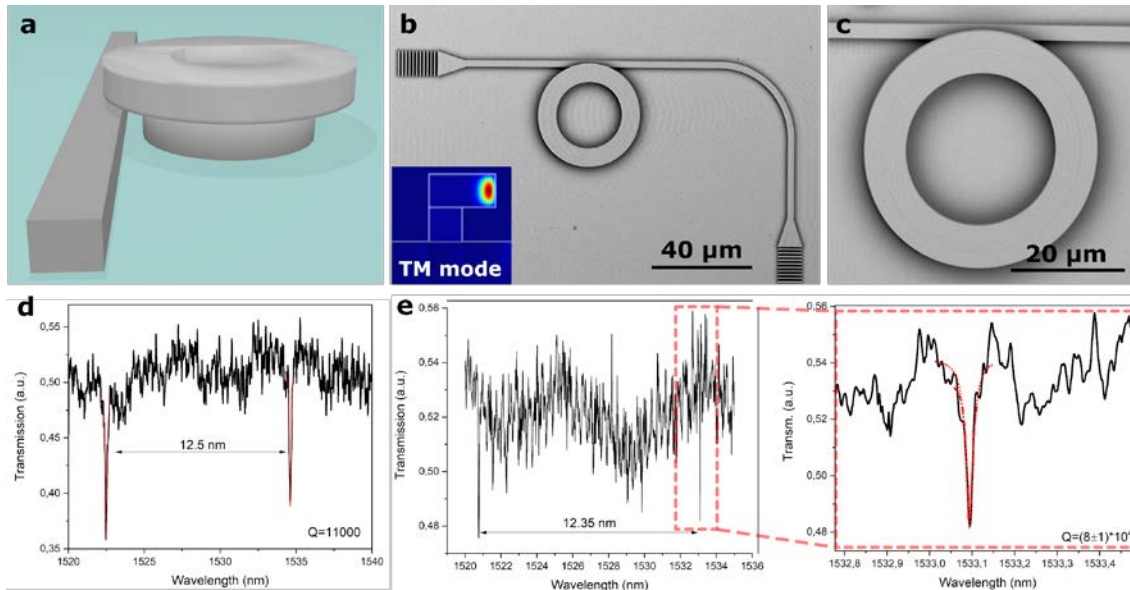 a
b
TM mode
40 µm
c
20 µm
d
Transmission (a.u.)
0,55
0,50
0,45
0,40
0,35
12.5 nm
Q=11000
1520 1525 1530 1535 1540
Wavelength (nm)
e
Transmission (a.u.)
0,56
0,54
0,52
0,50
0,48
12.35 nm
1520 1522 1524 1526 1528 1530 1532 1534 1536
Wavelength (nm)
Transm. (a.u.)
0,56
0,54
0,52
0,50
0,48
1532,8 1532,9 1533,0 1533,1 1533,2 1533,3 1533,4
Wavelength (nm)